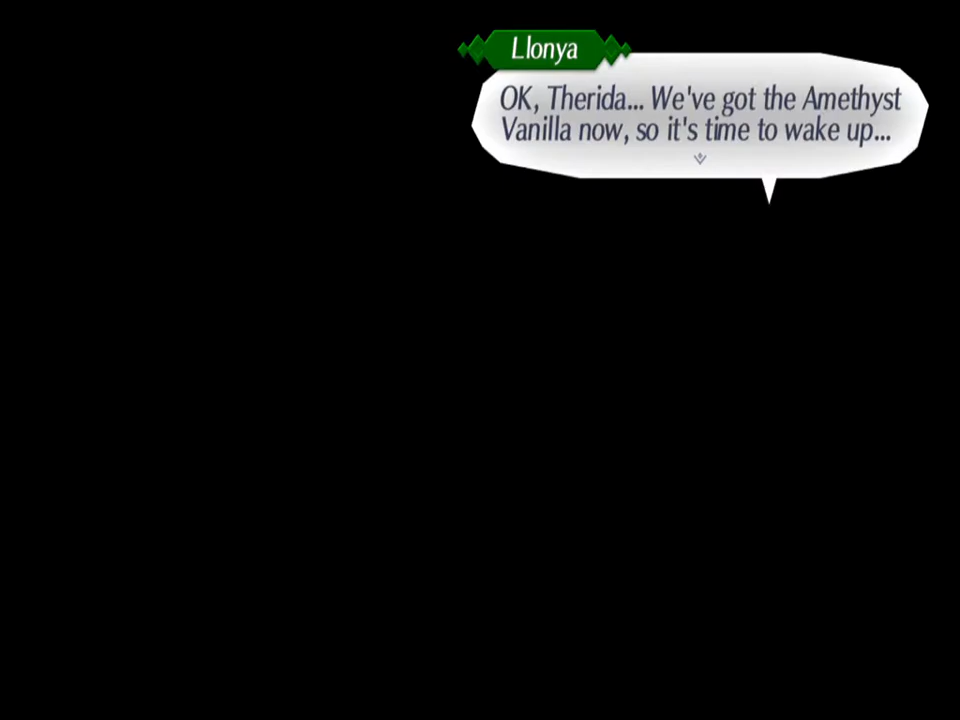 Llonya
OK, Therida... We've got the Amethyst
Vanilla now, so it's time to wake up...